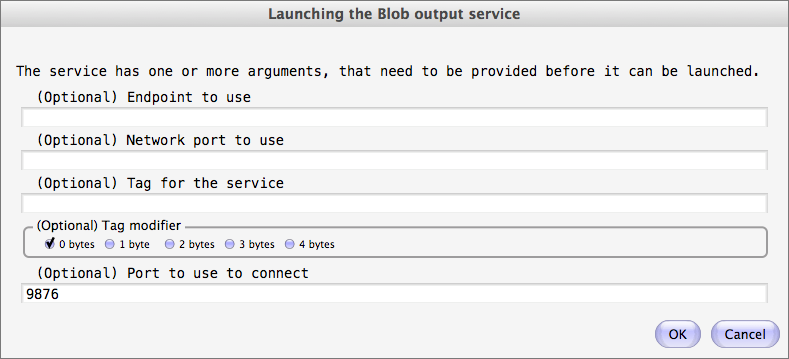 Launching the Blob output service
The service has one or more arguments, that need to be provided before it can be launched.
(Optional) Endpoint to use
(Optional) Network port to use
(Optional) Tag for the service
(Optional) Tag modifier
0 bytes 1 byte 2 bytes 3 bytes 4 bytes
(Optional) Port to use to connect
9876
OK Cancel